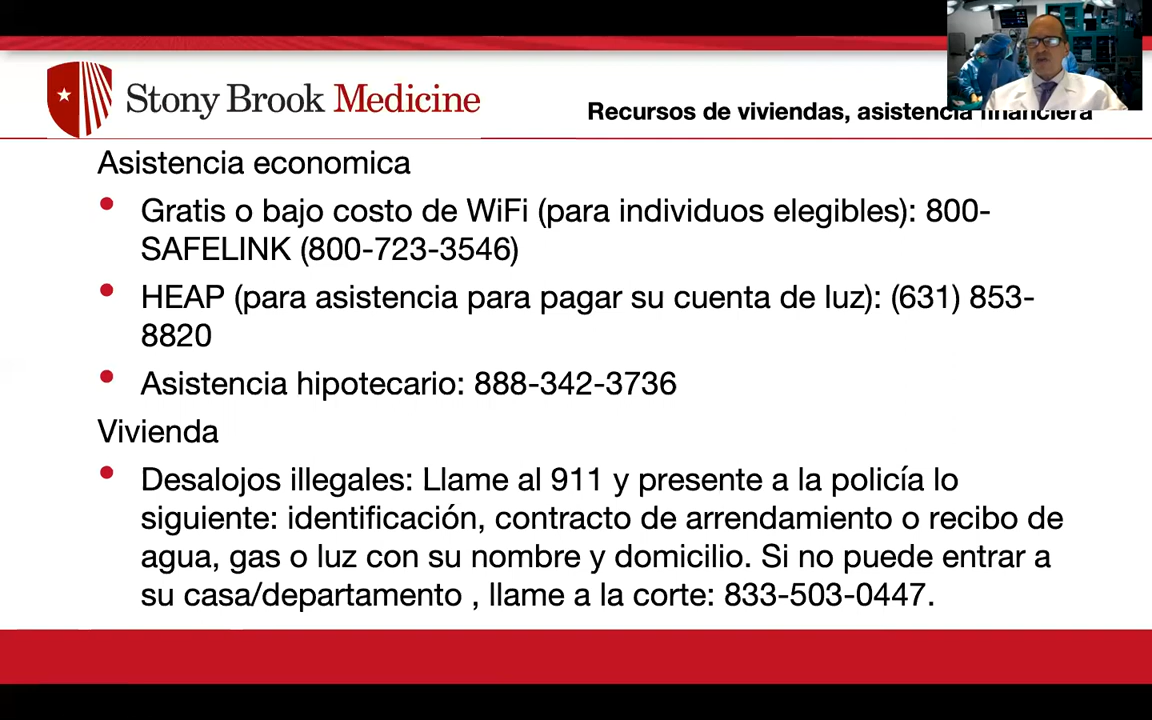 Stony Brook Medicine
Recursos de viviendas, asistencia financiera
Asistencia economica
• Gratis o bajo costo de WiFi (para individuos elegibles): 800-
SAFELINK (800-723-3546)
• HEAP (para asistencia para pagar su cuenta de luz): (631) 853-
8820
• Asistencia hipotecario: 888-342-3736
Vivienda
• Desalojos illegales: Llame al 911 y presente a la policía lo
siguiente: identificación, contracto de arrendamiento o recibo de
agua, gas o luz con su nombre y domicilio. Si no puede entrar a
su casa/departamento , llame a la corte: 833-503-0447.